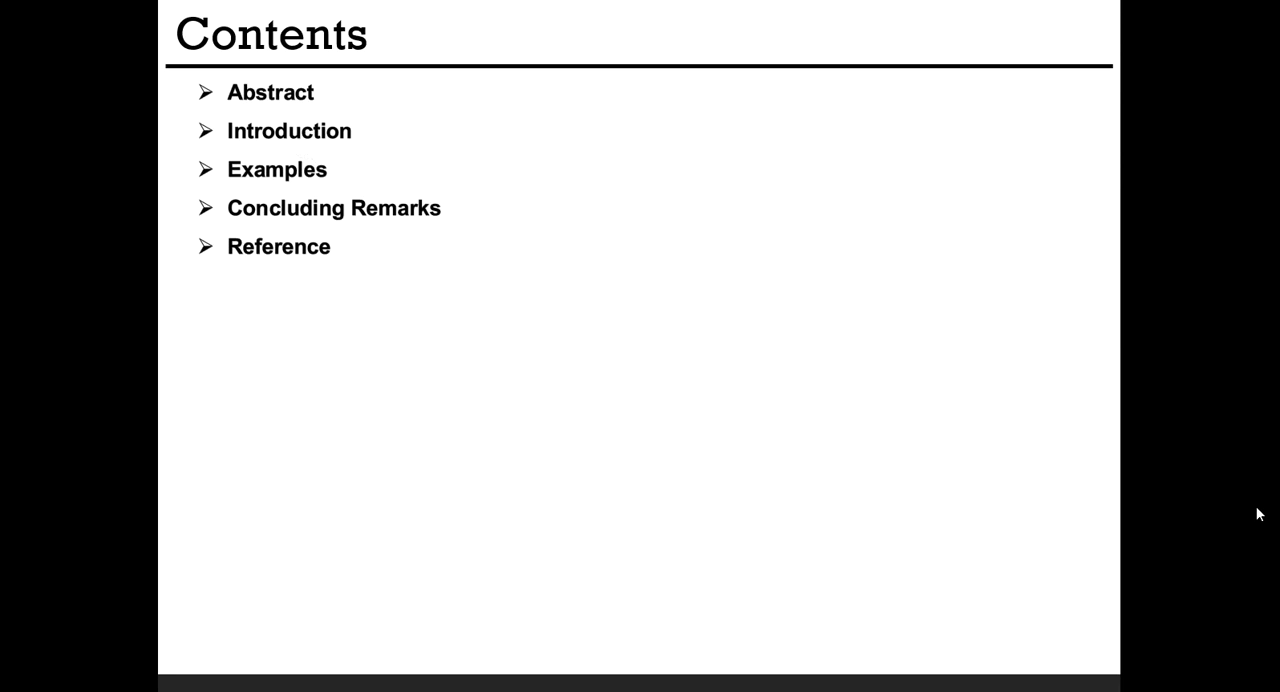 Contents
Abstract
Introduction
Examples
Concluding Remarks
Reference